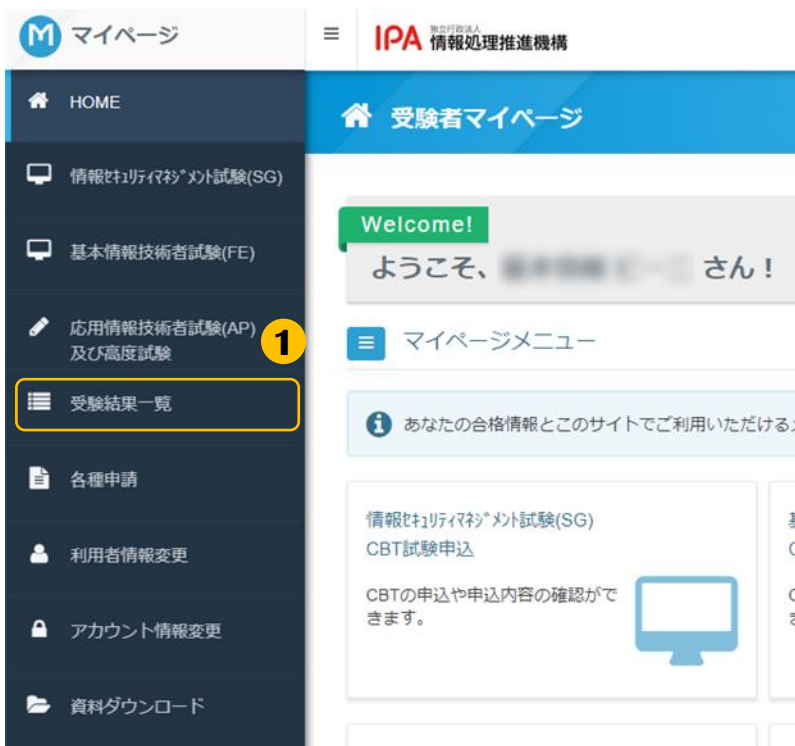 M マイページ
≡
IPA 独立行政法人
情報処理推進機構
HOME
情報ｾｷｭﾘﾃｨﾏﾈｼﾞﾒﾝﾄ試験(SG)
基本情報技術者試験(FE)
応用情報技術者試験(AP)
及び高度試験
1
受験結果一覧
各種申請
利用者情報変更
アカウント情報変更
資料ダウンロード
受験者マイページ
Welcome!
ようこそ、 さん！
マイページメニュー
あなたの合格情報とこのサイトでご利用いただける
情報ｾｷｭﾘﾃｨﾏﾈｼﾞﾒﾝﾄ試験(SG)
CBT試験申込
CBTの申込や申込内容の確認がで
きます。